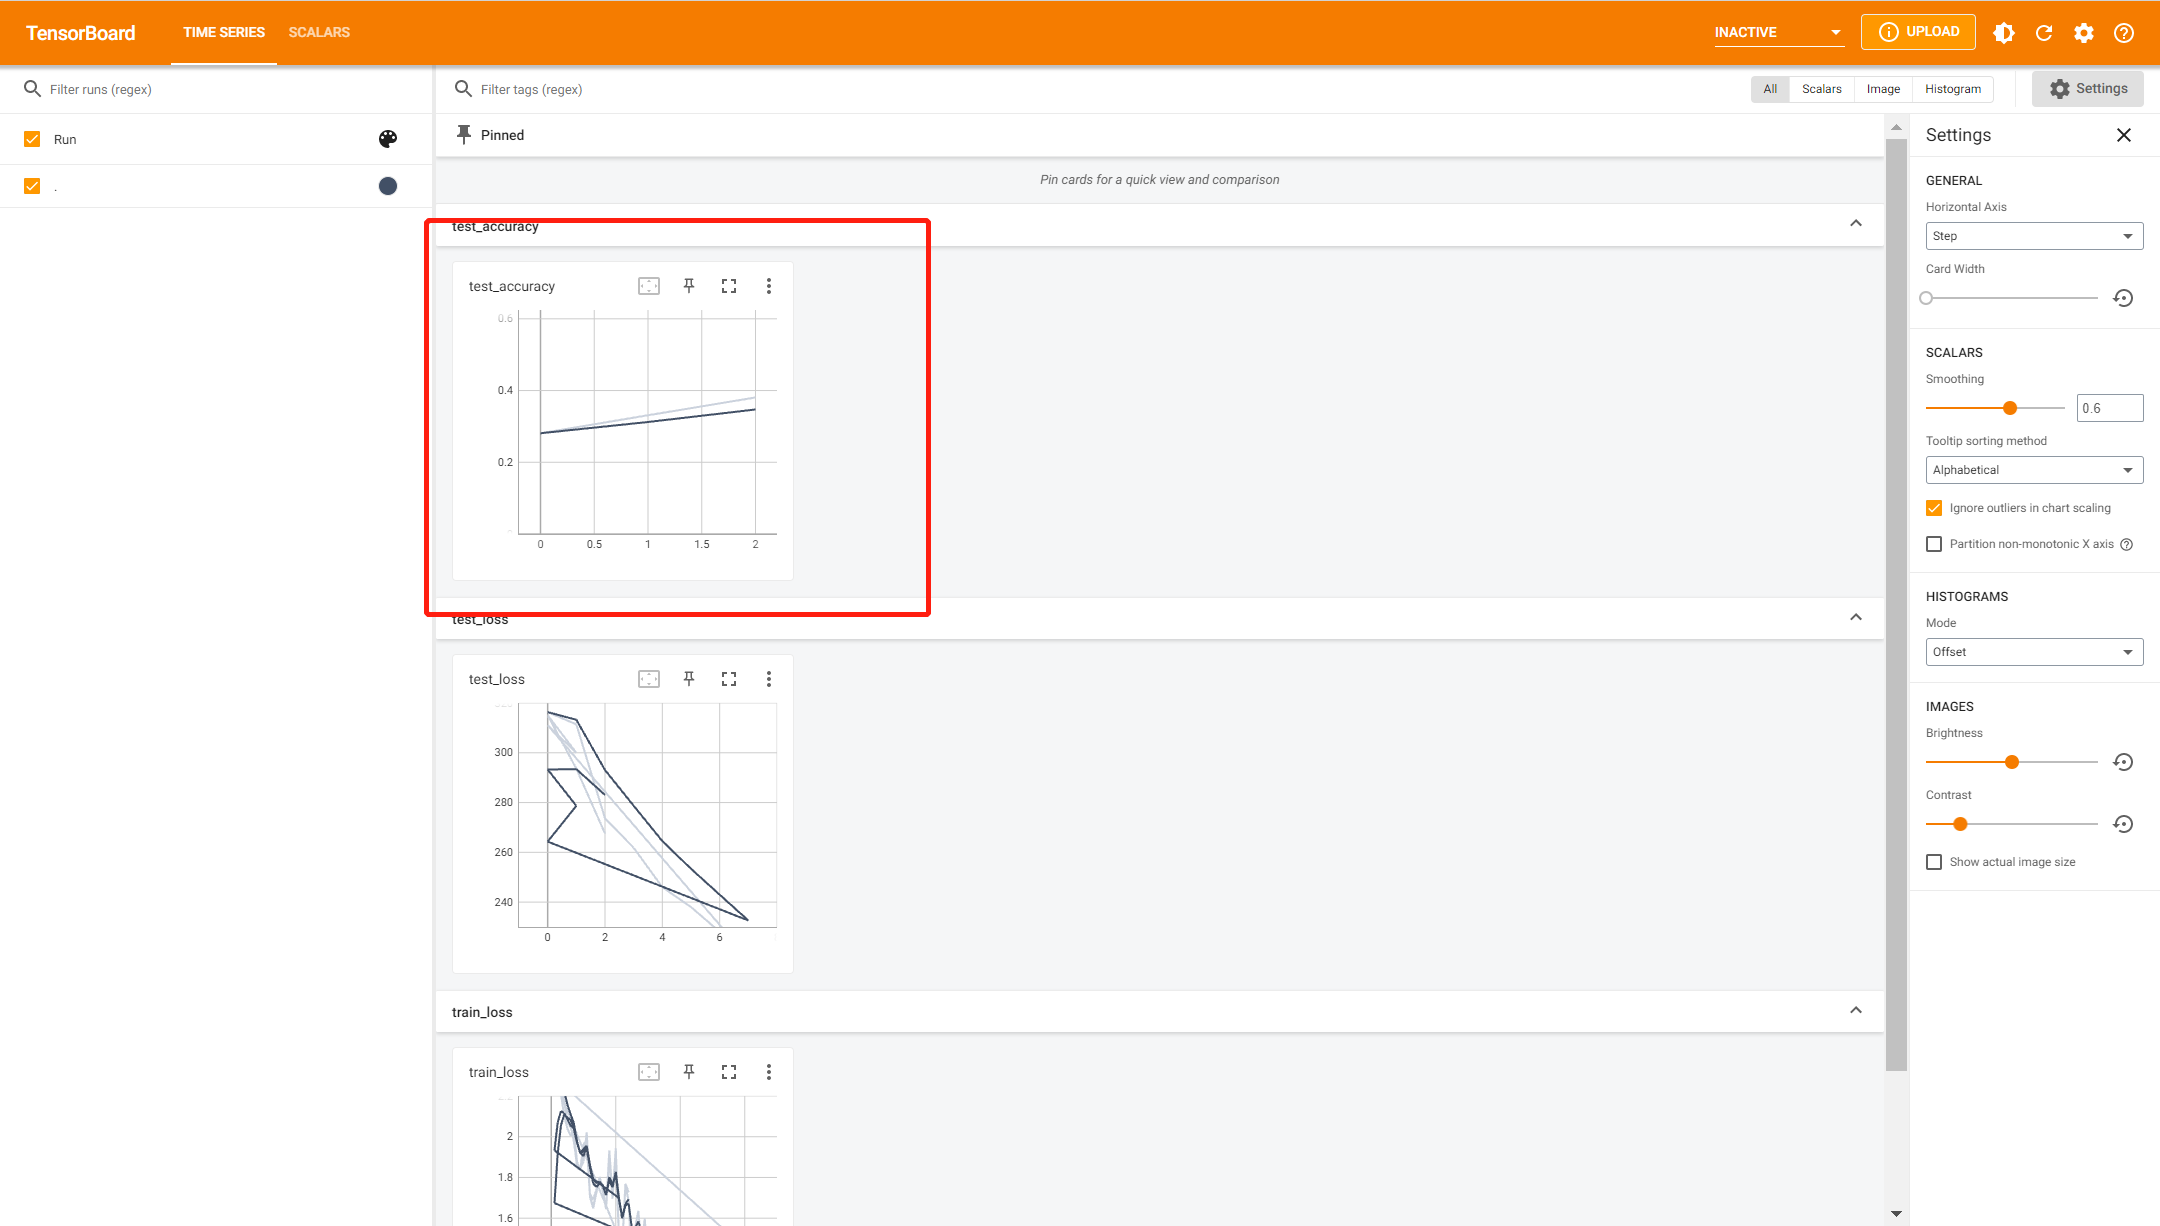 TensorBoard
TIME SERIES
SCALARS
INACTIVE
UPLOAD
Filter runs (regex)
Filter tags (regex)
All
Scalars
Image
Histogram
Settings
Run
.
Pinned
Pin cards for a quick view and comparison
test_accuracy
test_accuracy
0.6
0.4
0.2
0 0.5 1 1.5 2
test_loss
test_loss
300
280
260
240
0 2 4 6
train_loss
train_loss
2
1.8
1.6
Settings
GENERAL
Horizontal Axis
Step
Card Width
SCALARS
Smoothing
0.6
Tooltip sorting method
Alphabetical
Ignore outliers in chart scaling
Partition non-monotonic X axis
HISTOGRAMS
Mode
Offset
IMAGES
Brightness
Contrast
Show actual image size